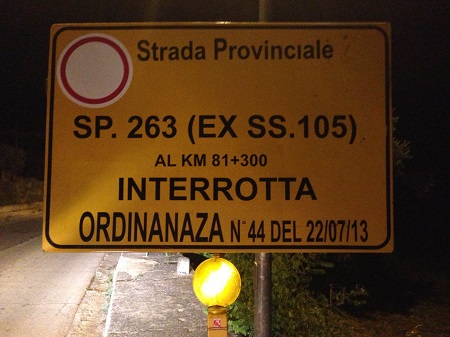 Strada Provinciale
SP. 263 (EX SS.105)
AL KM 81+300
INTERROTTA
ORDINANAZA N°44 DEL 22/07/13